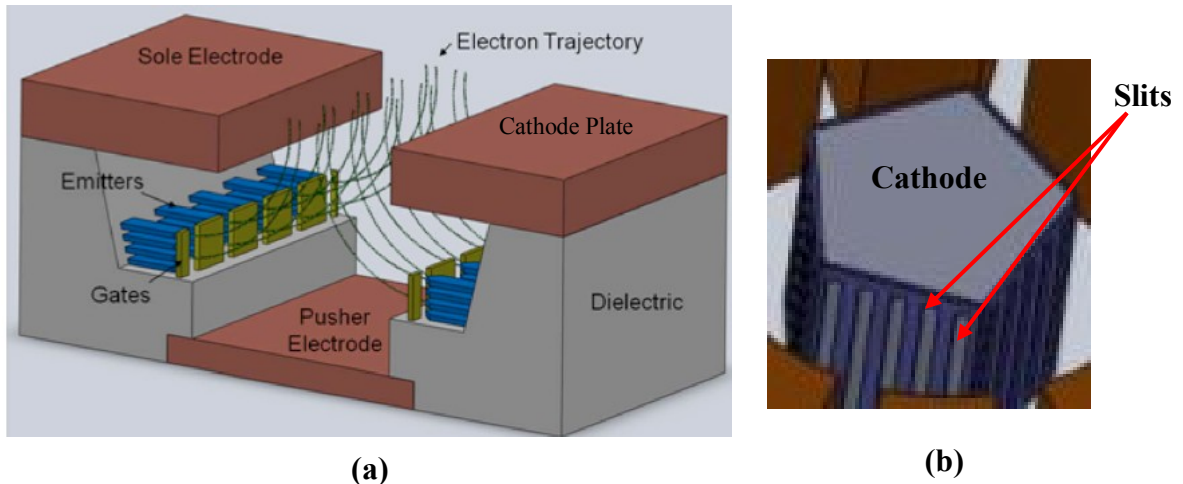 Sole Electrode
Electron Trajectory
Cathode Plate
Emitters
Gates
Pusher
Electrode
Dielectric
(a)
Slits
Cathode
(b)